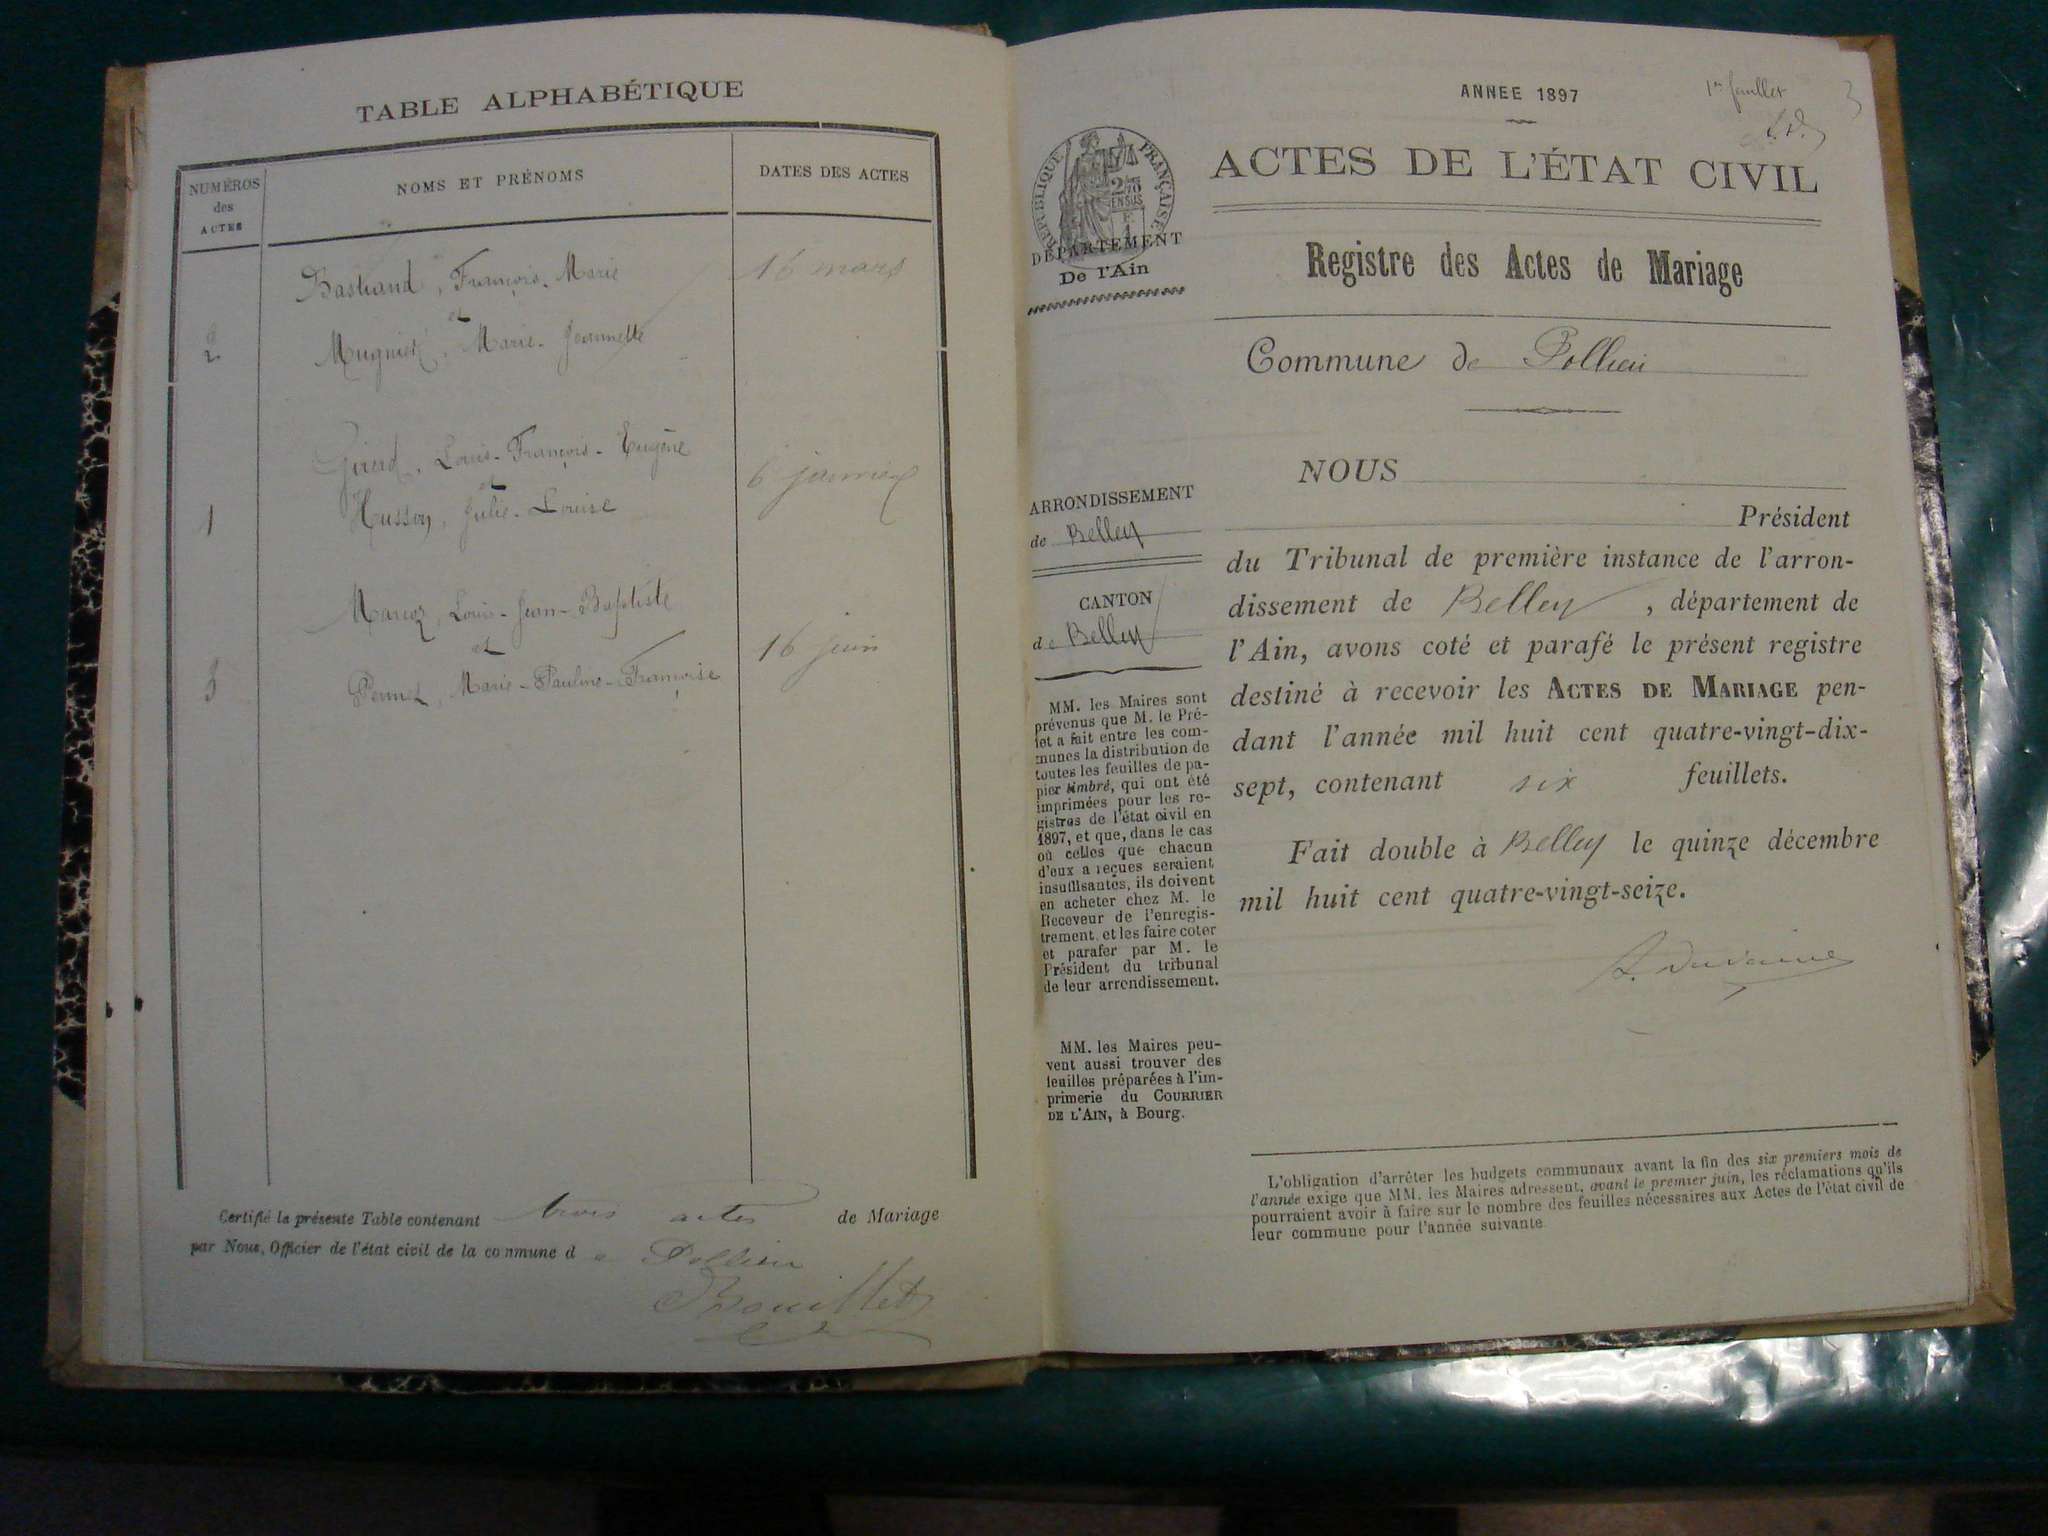 TABLE ALPHABÉTIQUE
NUMÉROS
des
ACTES
NOMS ET PRÉNOMS
DATES DES ACTES
Bastiand, François-Marie
16 mars
et
2
Mugnier, Marie-Jeannette
Girerd, Louis-François-Eugène
et
6 janvier
1
Husson, Julie-Louise
Marcoz, Louis-Jean-Baptiste
et
16 juin
3
Pernet, Marie-Pauline-Françoise
Certifié la présente Table contenant trois actes de Mariage
par Nous, Officier de l'état civil de la commune de Pollieu
Brouillet
ANNEE 1897
1er feuillet
3
ACTES DE L'ÉTAT CIVIL
RÉPUBLIQUE FRANÇAISE
DÉPARTEMENT
De l'Ain
Registre des Actes de Mariage
Commune de Pollieu
ARRONDISSEMENT
de Belley
CANTON
de Belley
MM. les Maires sont
prévenus que M. le Pré-
fet a fait entre les com-
munes la distribution de
toutes les feuilles de pa-
pier timbré, qui ont été
imprimées pour les re-
gistres de l'état civil en
1897, et que, dans le cas
où celles que chacun
d'eux a reçues seraient
insuffisantes, ils doivent
en acheter chez M. le
Receveur de l'enregis-
trement, et les faire coter
et parafer par M. le
Président du tribunal
de leur arrondissement.
MM. les Maires peu-
vent aussi trouver des
feuilles préparées à l'im-
primerie du COURRIER
DE L'AIN, à Bourg.
NOUS
Président
du Tribunal de première instance de l'arron-
dissement de Belley, département de
l'Ain, avons coté et parafé le présent registre
destiné à recevoir les ACTES DE MARIAGE pen-
dant l'année mil huit cent quatre-vingt-dix-
sept, contenant six feuillets.
Fait double à Belley le quinze décembre
mil huit cent quatre-vingt-seize.
L'obligation d'arrêter les budgets communaux avant la fin des six premiers mois de
l'année exige que MM. les Maires adressent, avant le premier juin, les réclamations qu'ils
pourraient avoir à faire sur le nombre des feuilles nécessaires aux Actes de l'état civil de
leur commune pour l'année suivante.